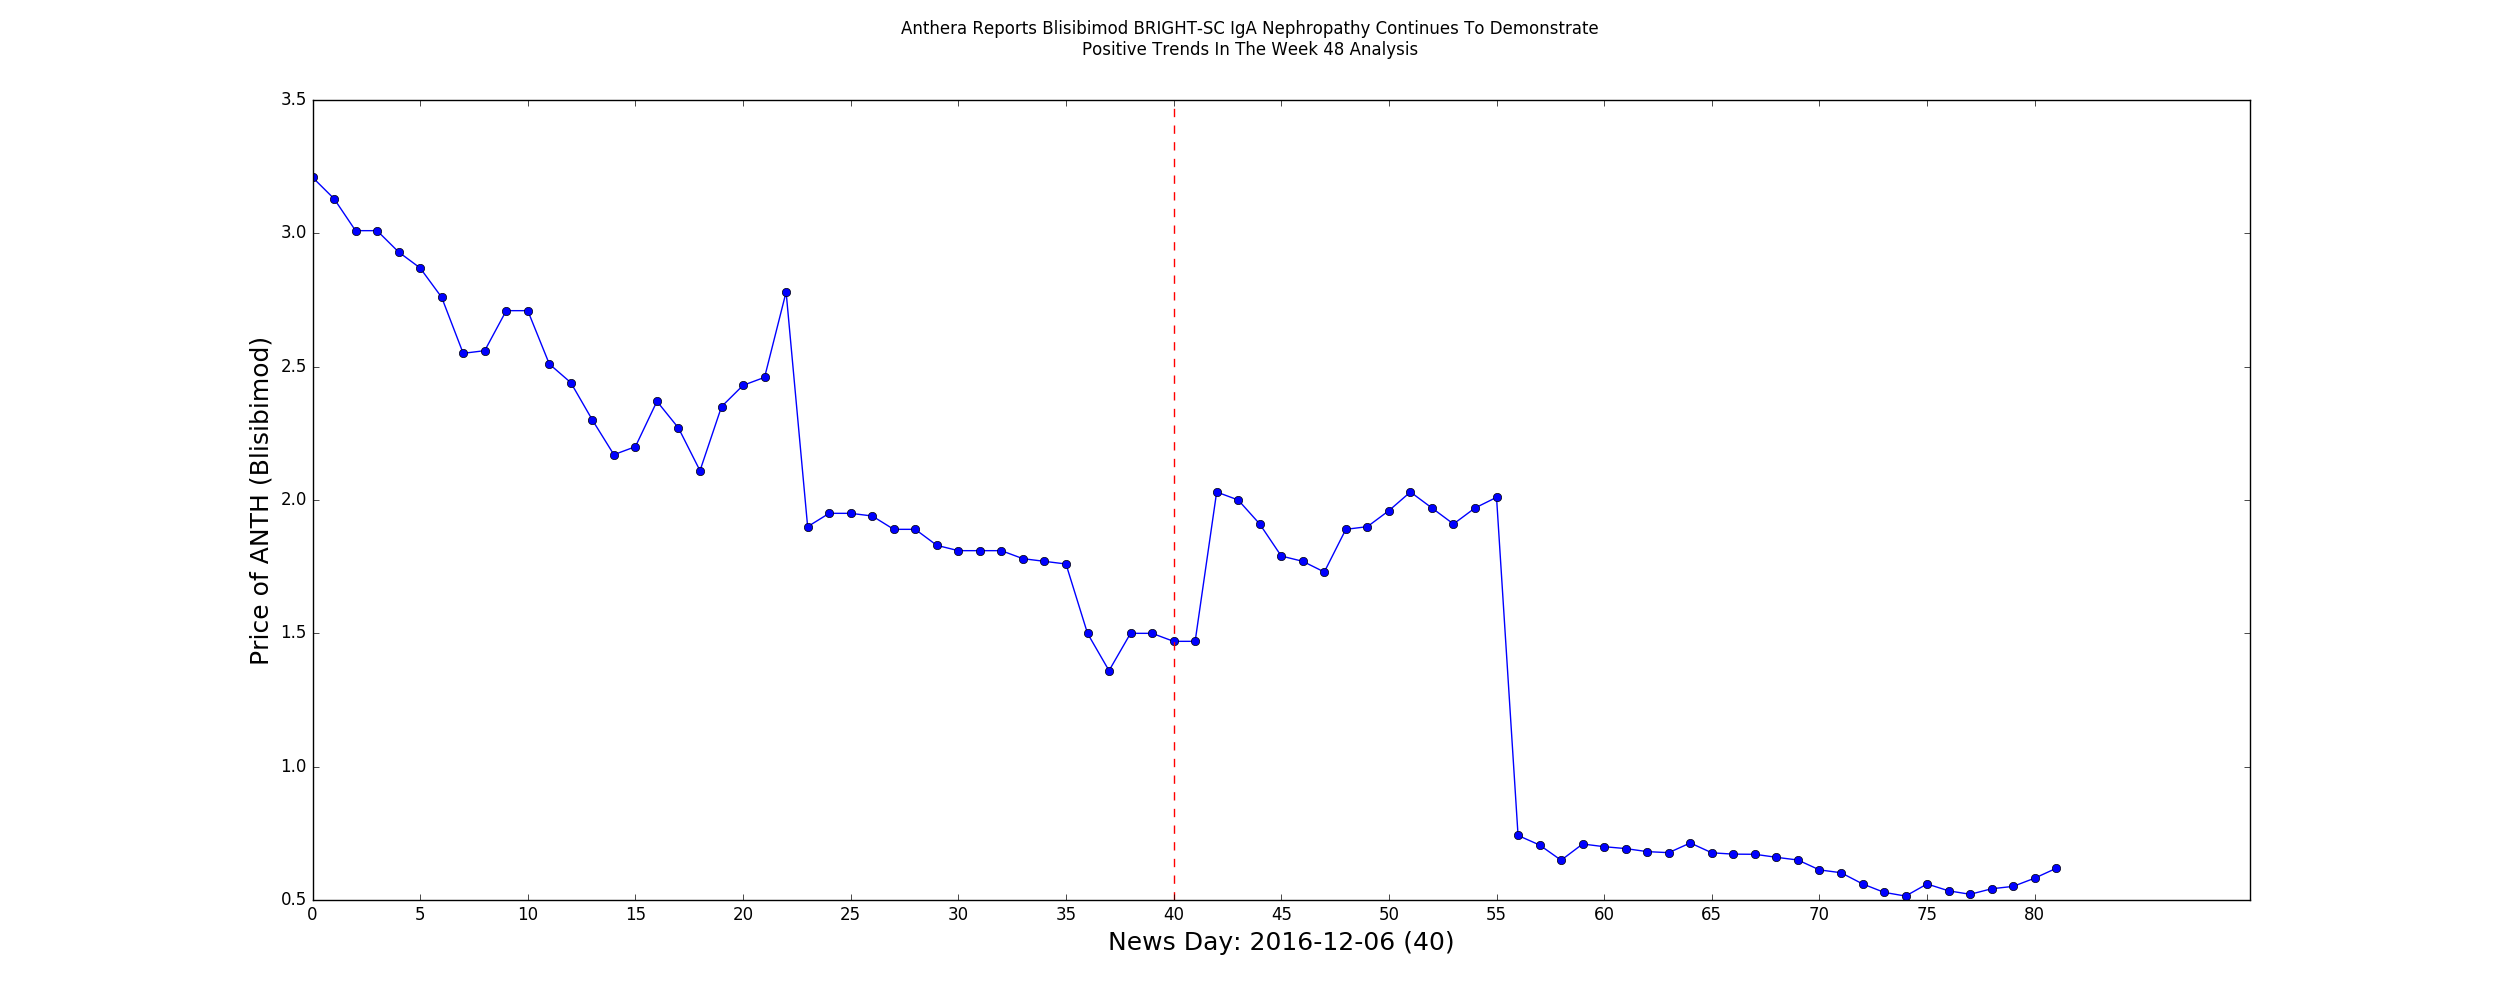 Anthera Reports Blisibimod BRIGHT-SC IgA Nephropathy Continues To Demonstrate
Positive Trends In The Week 48 Analysis
Price of ANTH (Blisibimod)
3.5
3.0
2.5
2.0
1.5
1.0
0.5
0 5 10 15 20 25 30 35 40 45 50 55 60 65 70 75 80
News Day: 2016-12-06 (40)